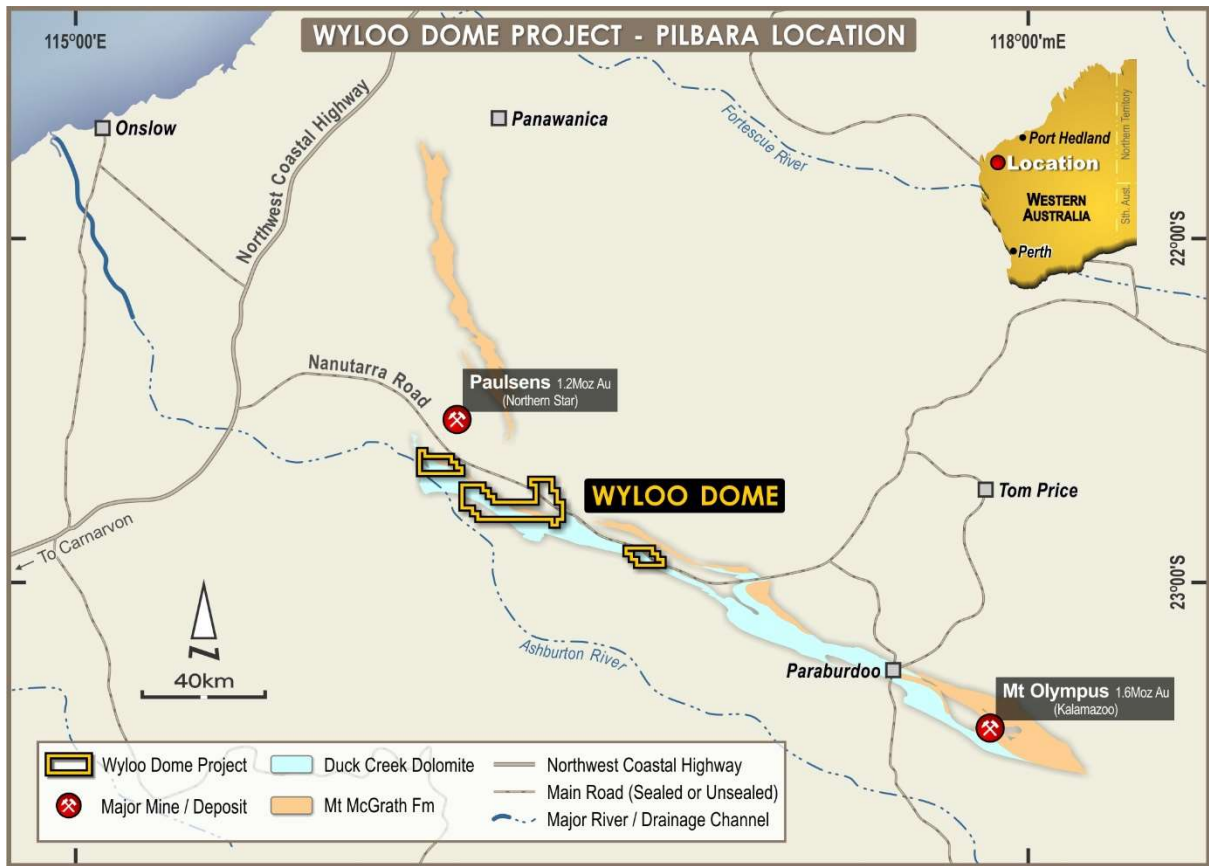 WYLOO DOME PROJECT - PILBARA LOCATION
115°00'E
118°00'mE
Onslow
Panawanica
Northwest Coastal Highway
Fortescue River
Port Hedland
Location
WESTERN
AUSTRALIA
Perth
Northern Territory
Sth. Aust.
22°00'S
Nanutarra Road
Paulsens 1.2Moz Au
(Northern Star)
WYLOO DOME
Tom Price
To Carnarvon
23°00'S
N
40km
Ashburton River
Paraburdoo
Mt Olympus 1.6Moz Au
(Kalamazoo)
Wyloo Dome Project
Duck Creek Dolomite
Northwest Coastal Highway
Main Road (Sealed or Unsealed)
Major Mine / Deposit
Mt McGrath Fm
Major River / Drainage Channel